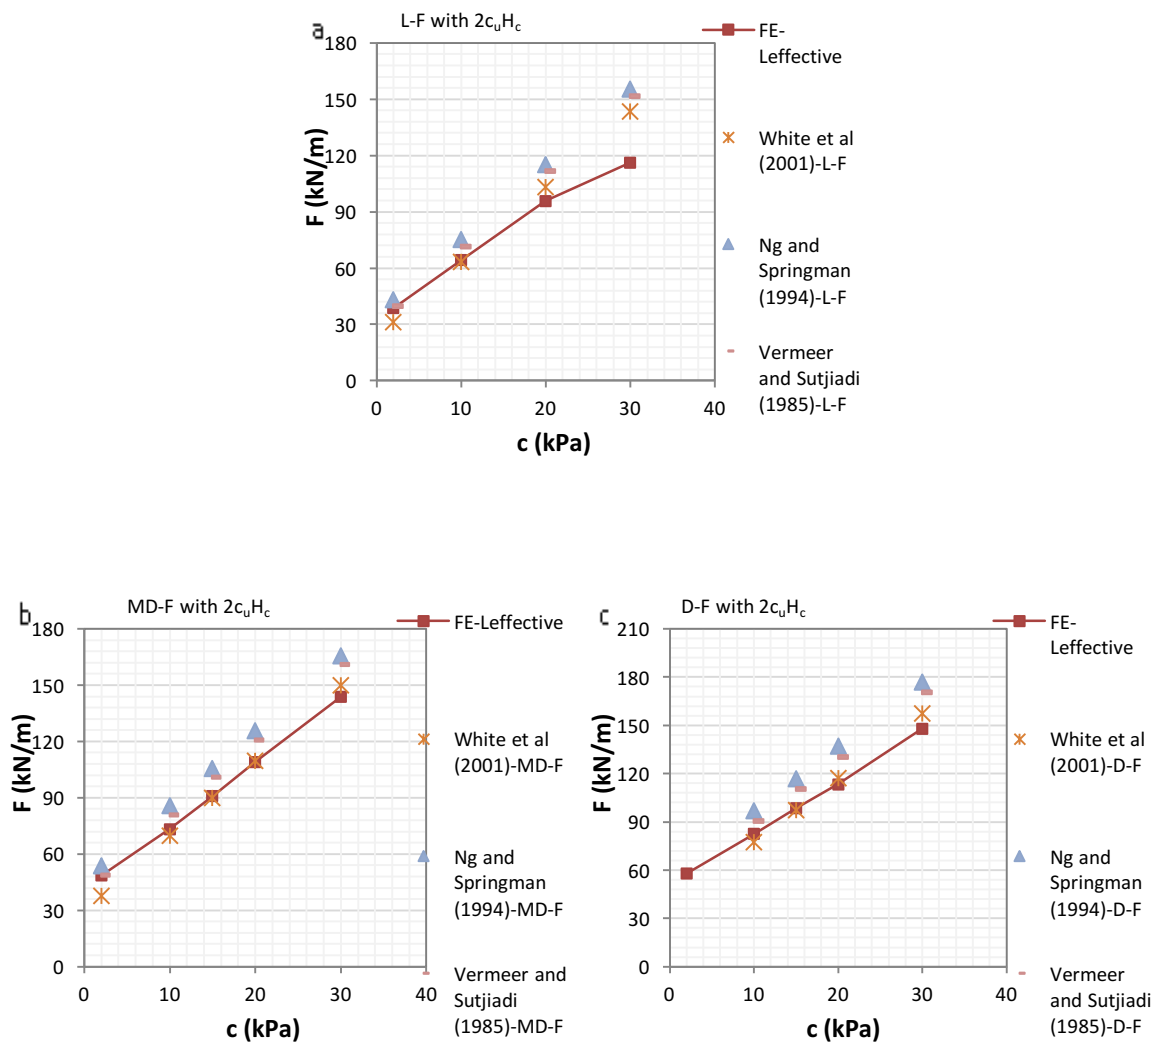 a
L-F with 2cᵤH꜀
180
150
120
90
60
30
0
F (kN/m)
0 10 20 30 40
c (kPa)
FE-
Leffective
White et al
(2001)-L-F
Ng and
Springman
(1994)-L-F
Vermeer
and Sutjiadi
(1985)-L-F
b
MD-F with 2cᵤH꜀
180
150
120
90
60
30
0
F (kN/m)
0 10 20 30 40
c (kPa)
FE-Leffective
White et al
(2001)-MD-F
Ng and
Springman
(1994)-MD-F
Vermeer and
Sutjiadi
(1985)-MD-F
c
D-F with 2cᵤH꜀
210
180
150
120
90
60
30
0
F (kN/m)
0 10 20 30 40
c (kPa)
FE-
Leffective
White et al
(2001)-D-F
Ng and
Springman
(1994)-D-F
Vermeer
and Sutjiadi
(1985)-D-F